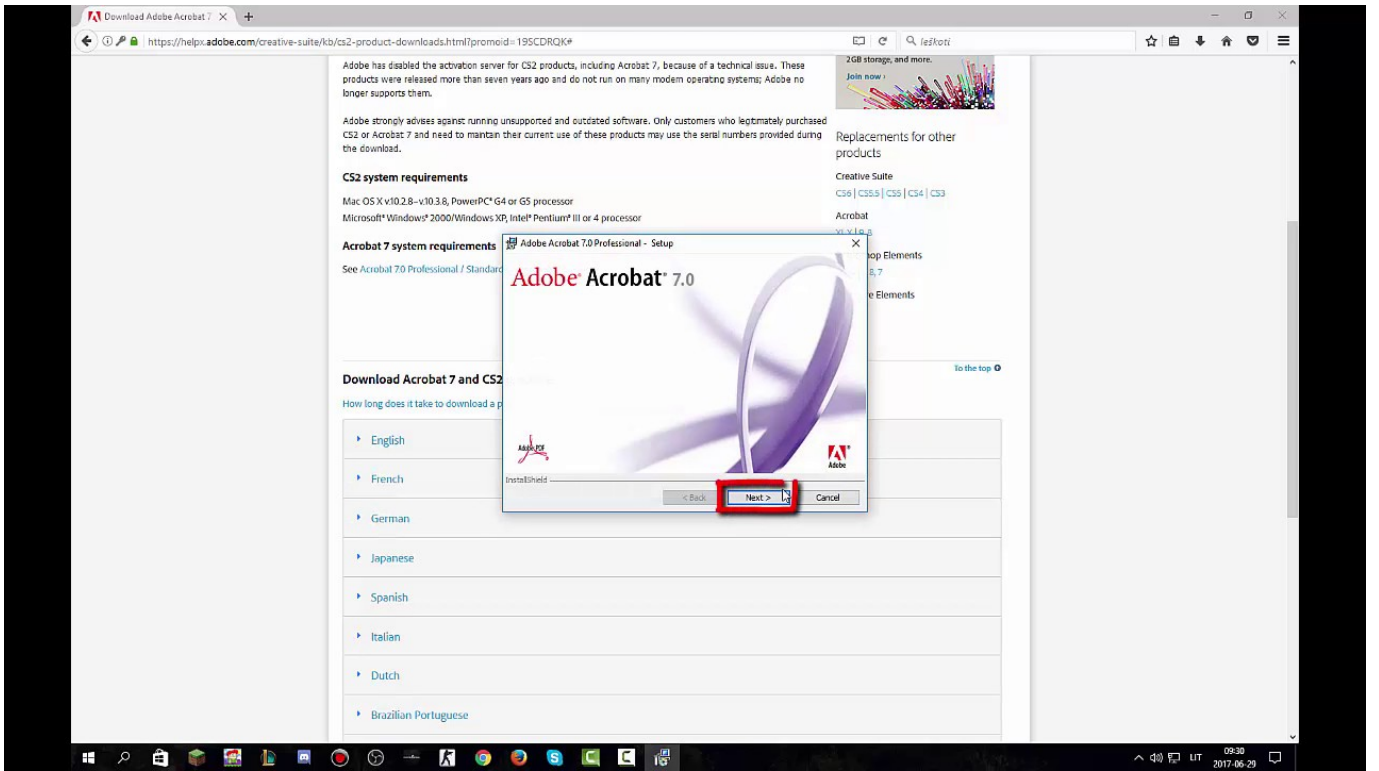 Download Adobe Acrobat 7
https://helpx.adobe.com/creative-suite/kb/cs2-product-downloads.html?promoid=19SCDRQK#
Ieškoti
Adobe has disabled the activation server for CS2 products, including Acrobat 7, because of a technical issue. These
products were released more than seven years ago and do not run on many modern operating systems; Adobe no
longer supports them.
Adobe strongly advises against running unsupported and outdated software. Only customers who legitimately purchased
CS2 or Acrobat 7 and need to maintain their current use of these products may use the serial numbers provided during
the download.
CS2 system requirements
Mac OS X v.10.2.8–v.10.3.8, PowerPC® G4 or G5 processor
Microsoft® Windows® 2000/Windows XP, Intel® Pentium® III or 4 processor
Acrobat 7 system requirements
See Acrobat 7.0 Professional / Standard
2GB storage, and more.
Join now ›
Replacements for other
products
Creative Suite
CS6 | CS5.5 | CS5 | CS4 | CS3
Acrobat
XI, X | 9, 8
hop Elements
8, 7
re Elements
Adobe Acrobat 7.0 Professional - Setup
Adobe® Acrobat® 7.0
Adobe PDF
Adobe
InstallShield
< Back
Next >
Cancel
To the top
Download Acrobat 7 and CS2
How long does it take to download a p
English
French
German
Japanese
Spanish
Italian
Dutch
Brazilian Portuguese
LIT
09:30
2017-06-29